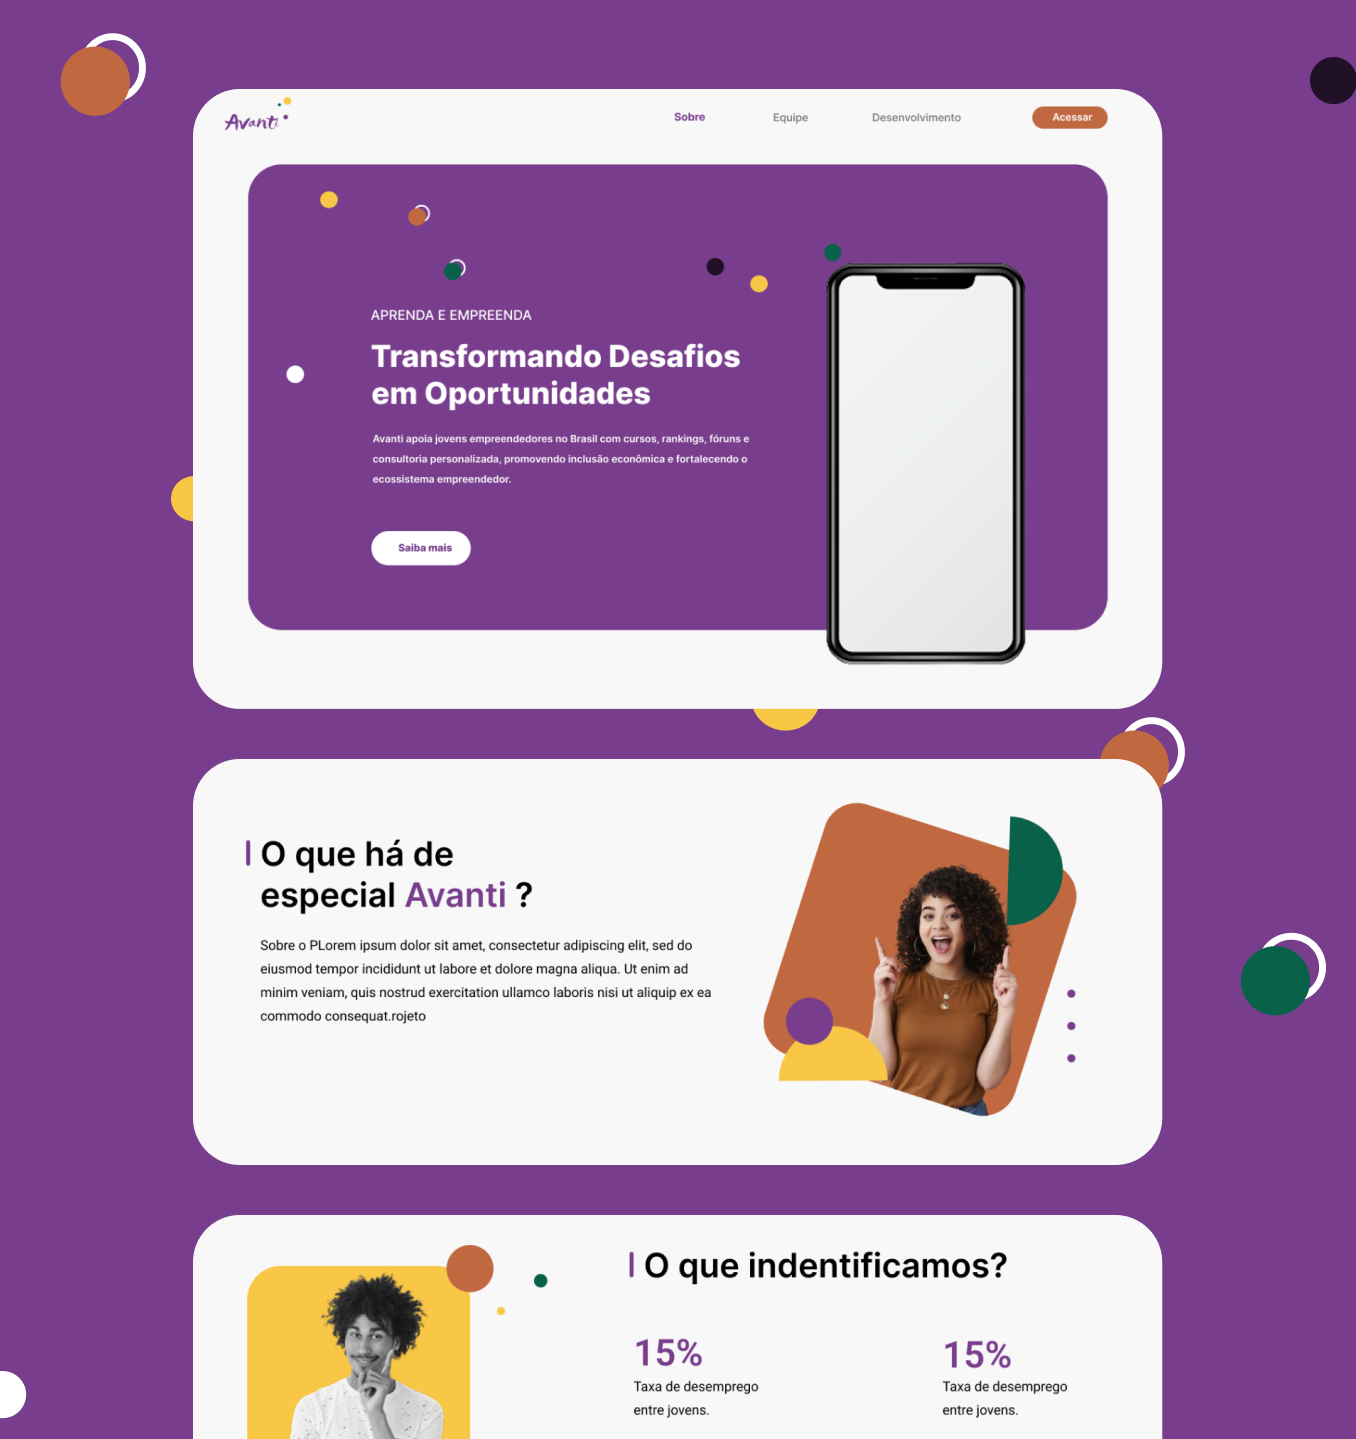 Avanti
Sobre
Equipe
Desenvolvimento
Acessar
APRENDA E EMPREENDA
Transformando Desafios
em Oportunidades
Avanti apoia jovens empreendedores no Brasil com cursos, rankings, fóruns e
consultoria personalizada, promovendo inclusão econômica e fortalecendo o
ecossistema empreendedor.
Saiba mais
O que há de
especial Avanti ?
Sobre o PLorem ipsum dolor sit amet, consectetur adipiscing elit, sed do
eiusmod tempor incididunt ut labore et dolore magna aliqua. Ut enim ad
minim veniam, quis nostrud exercitation ullamco laboris nisi ut aliquip ex ea
commodo consequat.rojeto
O que indentificamos?
15%
Taxa de desemprego
entre jovens.
15%
Taxa de desemprego
entre jovens.